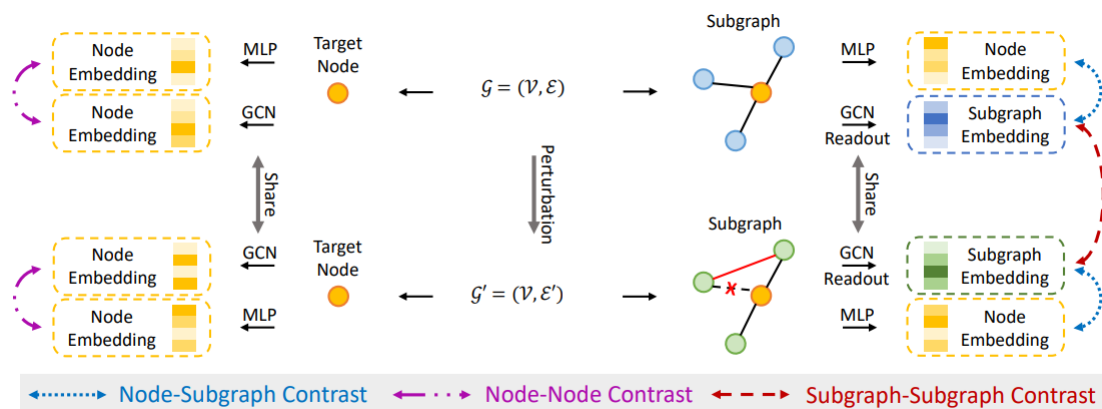 Node
Embedding
MLP
Target
Node
Node
Embedding
GCN
𝒢 = (𝒱, ℰ)
Subgraph
MLP
Node
Embedding
GCN
Readout
Subgraph
Embedding
Share
Perturbation
Share
Node
Embedding
GCN
Target
Node
Node
Embedding
MLP
𝒢′ = (𝒱, ℰ′)
Subgraph
GCN
Readout
Subgraph
Embedding
MLP
Node
Embedding
Node-Subgraph Contrast
Node-Node Contrast
Subgraph-Subgraph Contrast